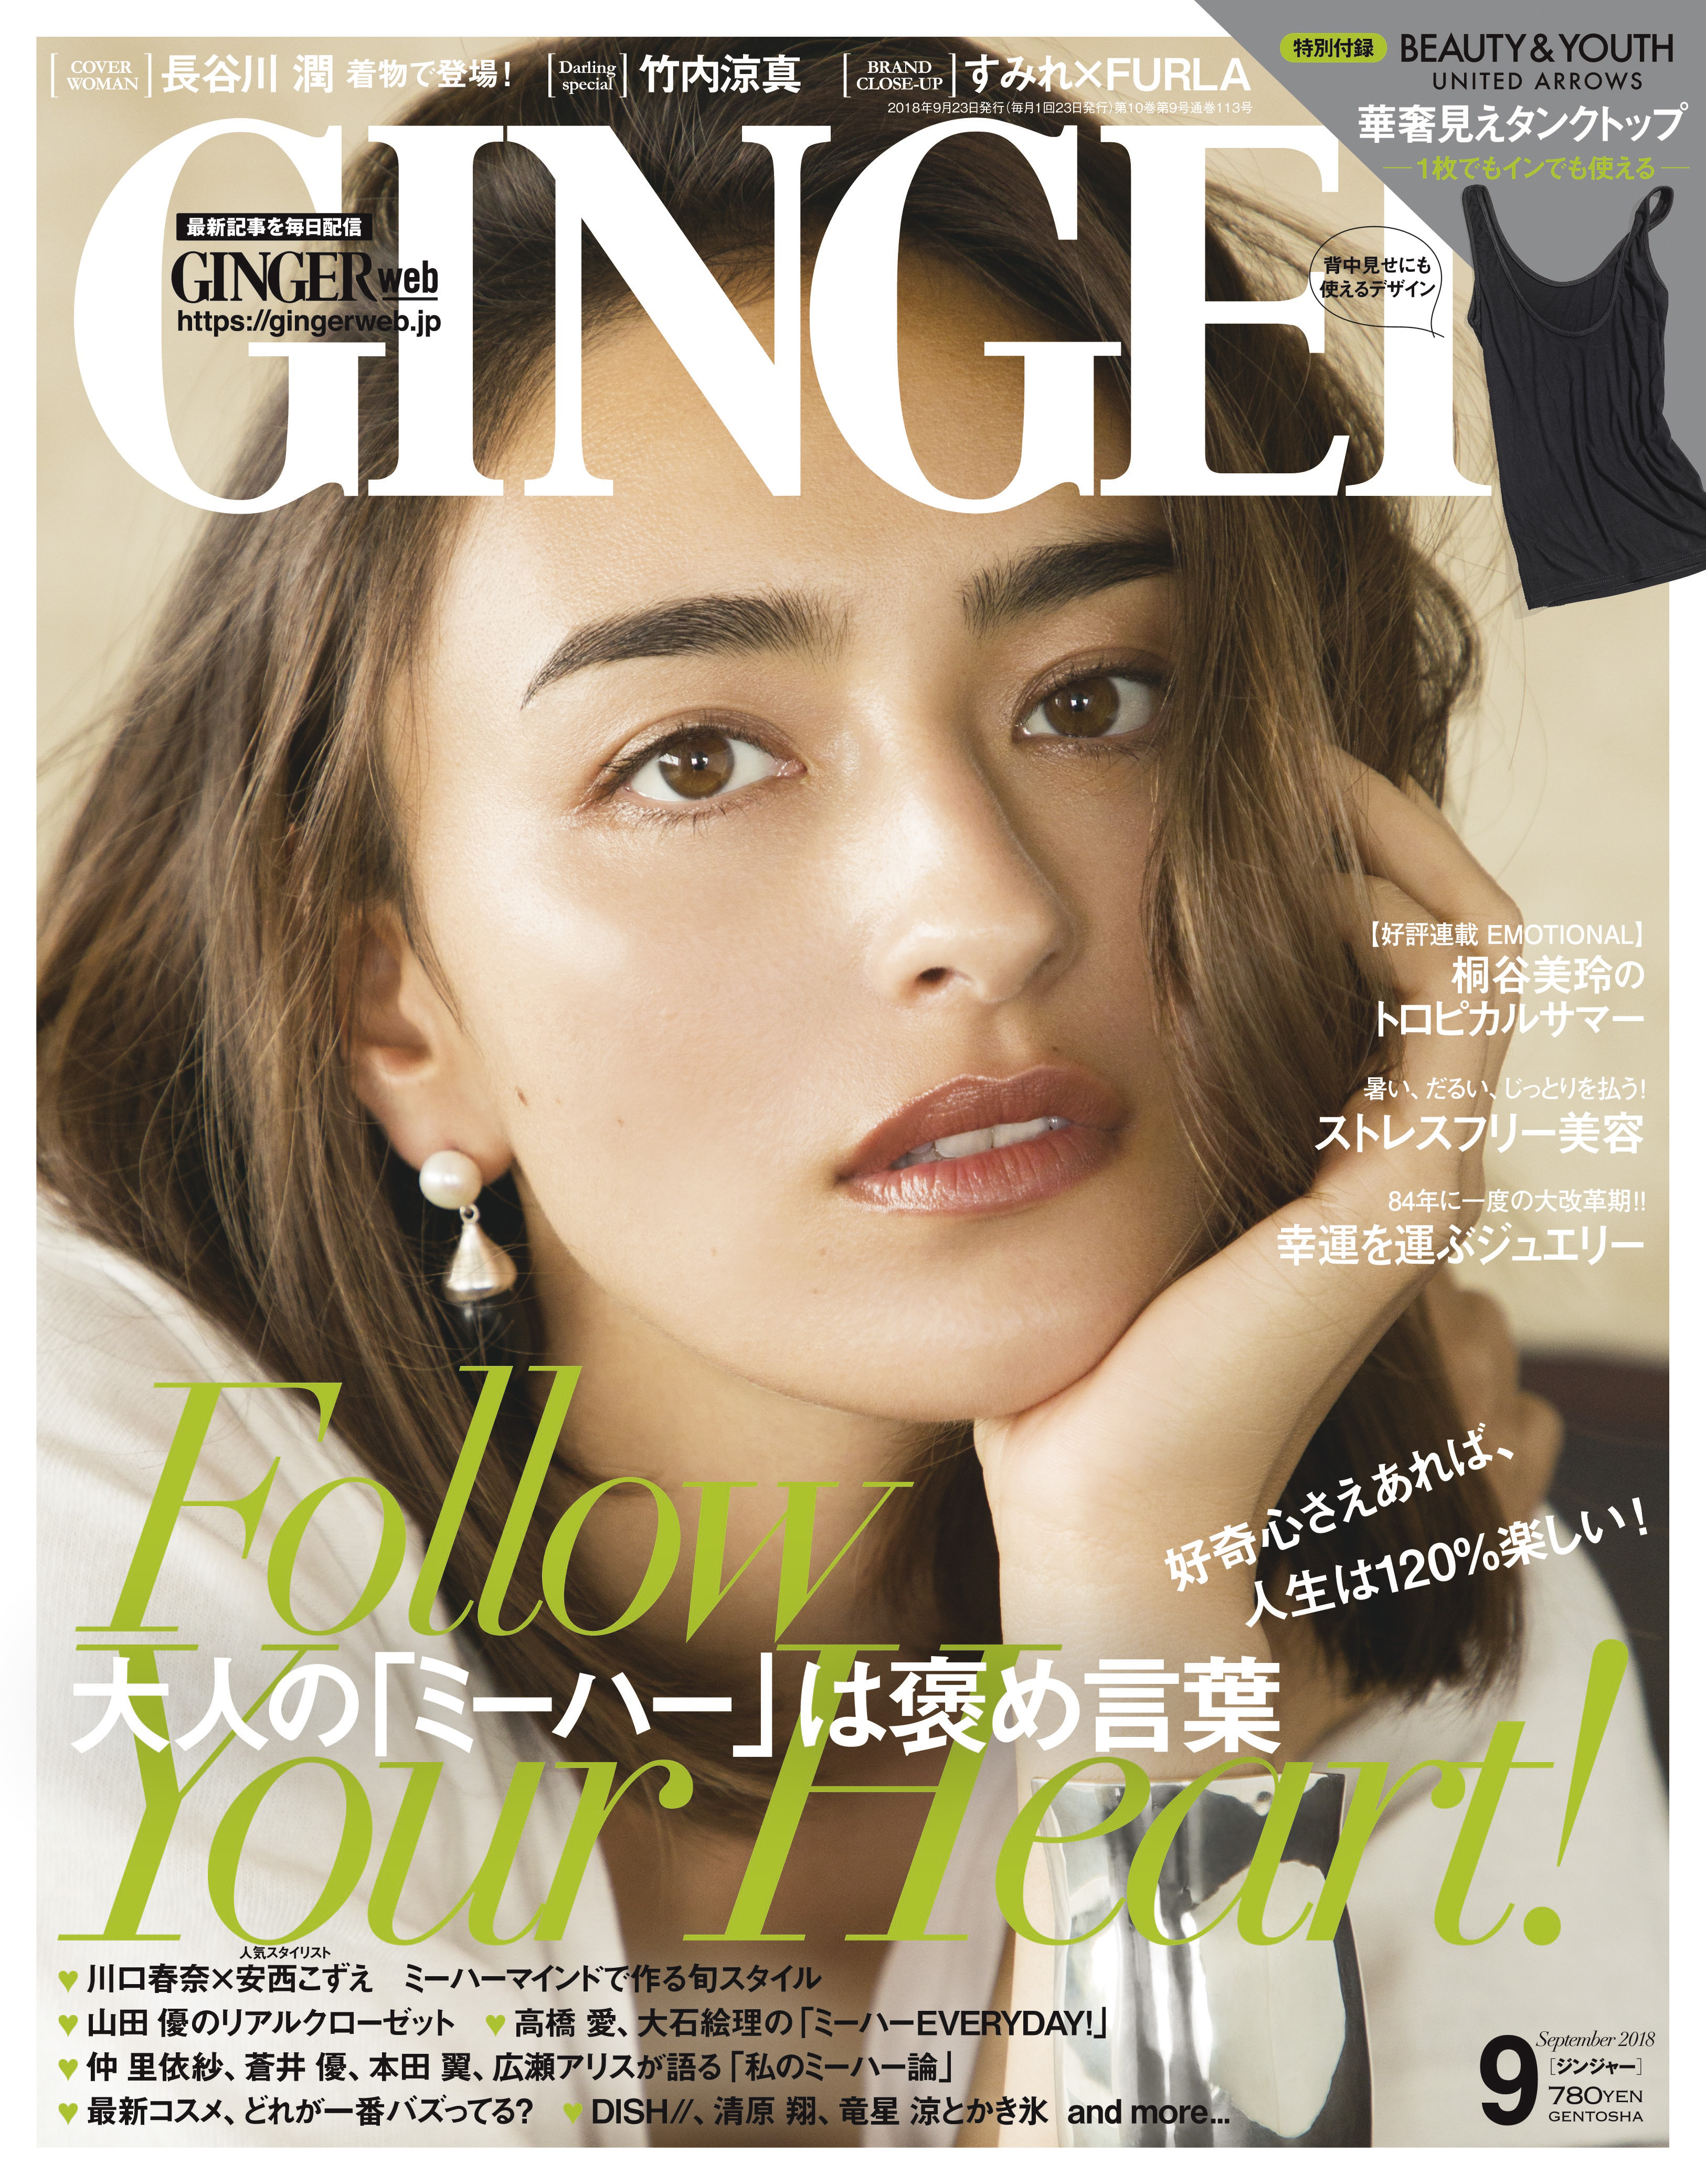 [COVER WOMAN] 長谷川 潤 着物で登場!
[Darling special] 竹内涼真
[BRAND CLOSE-UP] すみれ×FURLA
2018年9月23日発行(毎月1回23日発行)第10巻第9号通巻113号
特別付録 BEAUTY&YOUTH
UNITED ARROWS
華奢見えタンクトップ
—1枚でもインでも使える—
GINGER
最新記事を毎日配信
GINGERweb
https://gingerweb.jp
背中見せにも
使えるデザイン
【好評連載 EMOTIONAL】
桐谷美玲の
トロピカルサマー
暑い、だるい、じっとりを払う!
ストレスフリー美容
84年に一度の大改革期!!
幸運を運ぶジュエリー
好奇心さえあれば、
人生は120%楽しい!
Follow
大人の「ミーハー」は褒め言葉
Your Heart!
人気スタイリスト
♥川口春奈×安西こずえ ミーハーマインドで作る旬スタイル
♥山田 優のリアルクローゼット ♥高橋 愛、大石絵理の「ミーハーEVERYDAY!」
♥仲 里依紗、蒼井 優、本田 翼、広瀬アリスが語る「私のミーハー論」
♥最新コスメ、どれが一番バズってる? ♥DISH//、清原 翔、竜星 涼とかき氷 and more...
9
September 2018
[ジンジャー]
780YEN
GENTOSHA